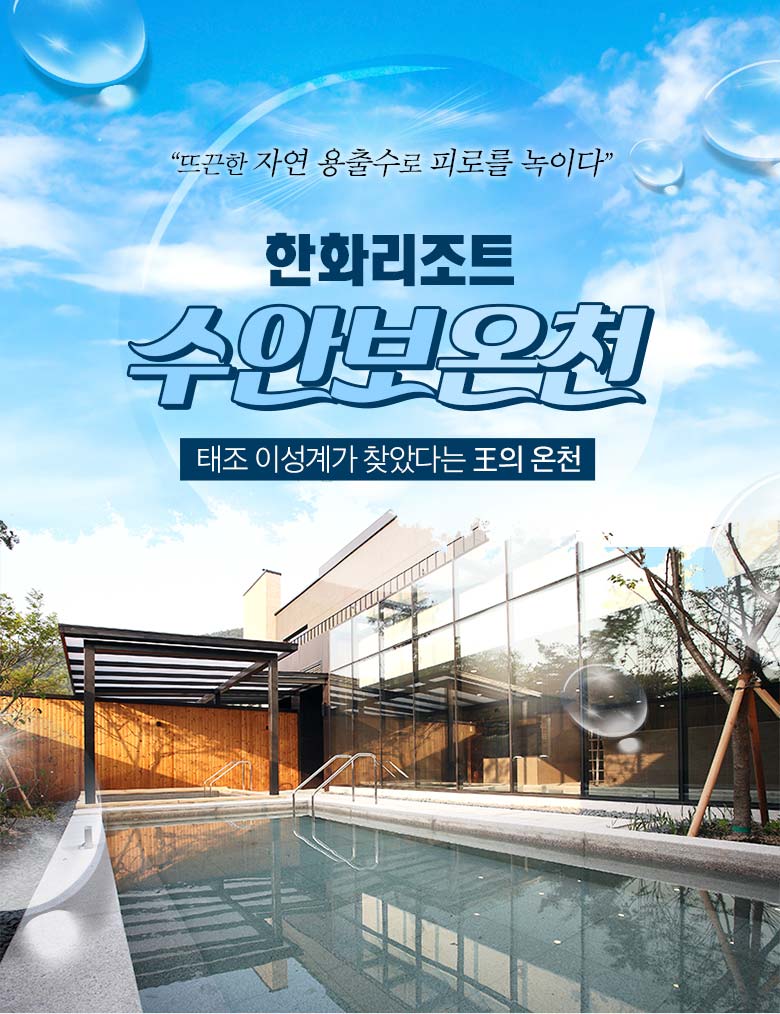 “뜨끈한 자연 용출수로 피로를 녹이다”
한화리조트
수안보온천
태조 이성계가 찾았다는 王의 온천